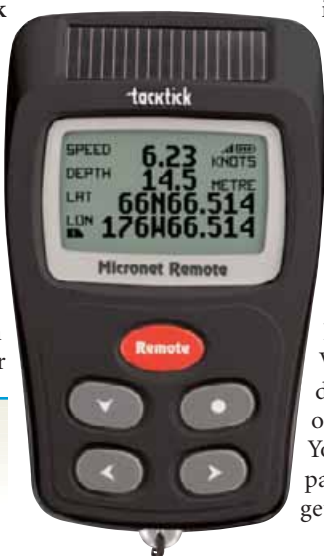 tacktick
SPEED 6.23 KNOTS
DEPTH 14.5 METRE
LAT 66N66.514
LON 176W66.514
Micronet Remote
Remote